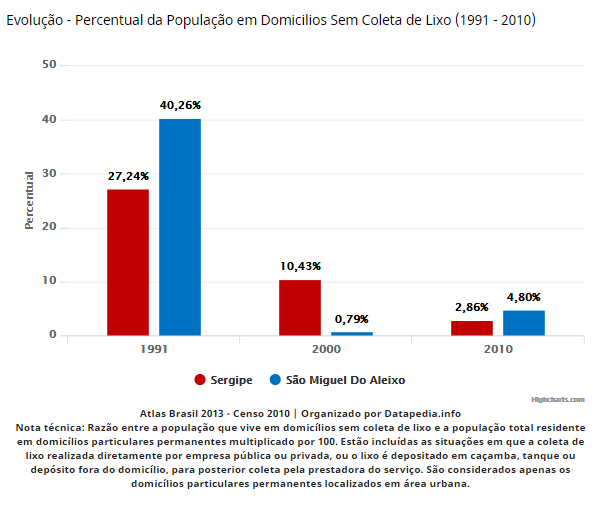 Evolução - Percentual da População em Domicilios Sem Coleta de Lixo (1991 - 2010)
50
40
30
20
10
0
Percentual
27,24%
40,26%
10,43%
0,79%
2,86%
4,80%
1991
2000
2010
Sergipe
São Miguel Do Aleixo
Highcharts.com
Atlas Brasil 2013 - Censo 2010 | Organizado por Datapedia.info
Nota técnica: Razão entre a população que vive em domicílios sem coleta de lixo e a população total residente
em domicílios particulares permanentes multiplicado por 100. Estão incluídas as situações em que a coleta de
lixo realizada diretamente por empresa pública ou privada, ou o lixo é depositado em caçamba, tanque ou
depósito fora do domicílio, para posterior coleta pela prestadora do serviço. São considerados apenas os
domicílios particulares permanentes localizados em área urbana.